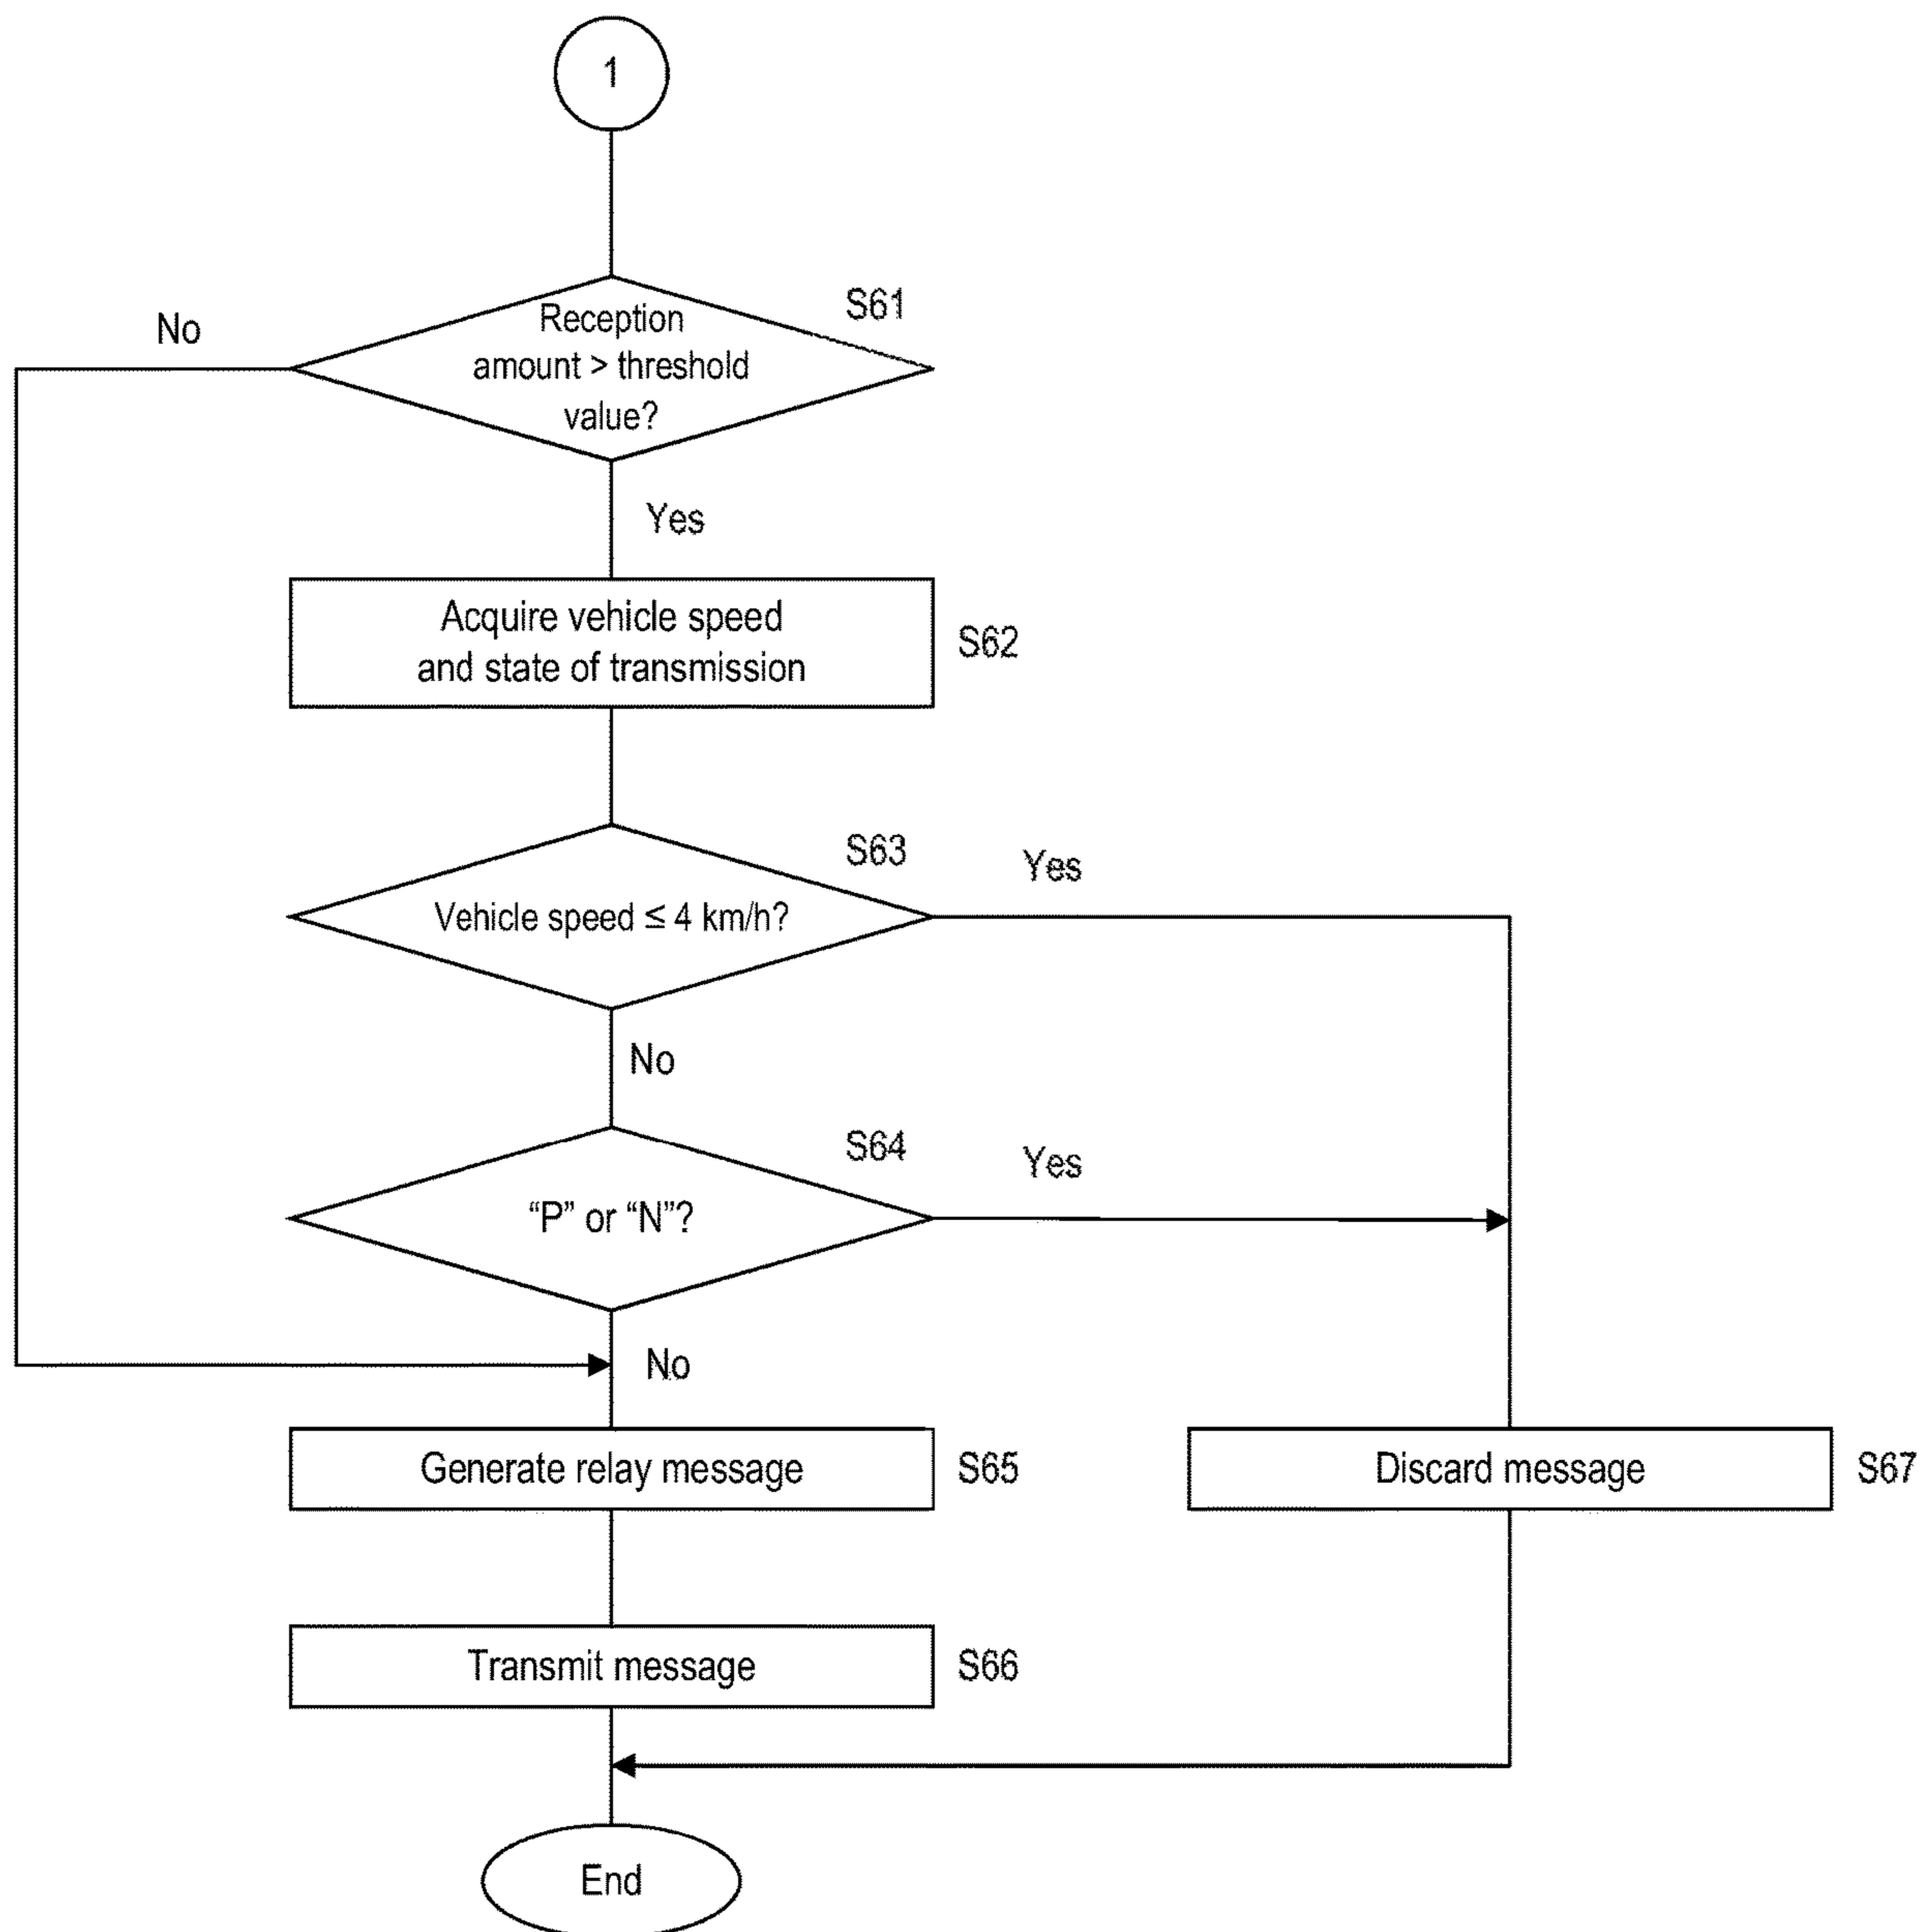 1
No
S61
Reception
amount > threshold
value?
Yes
Acquire vehicle speed
and state of transmission
S62
S63
Yes
Vehicle speed ≤ 4 km/h?
No
S64
Yes
“P” or “N”?
No
Generate relay message
S65
Discard message
S67
Transmit message
S66
End